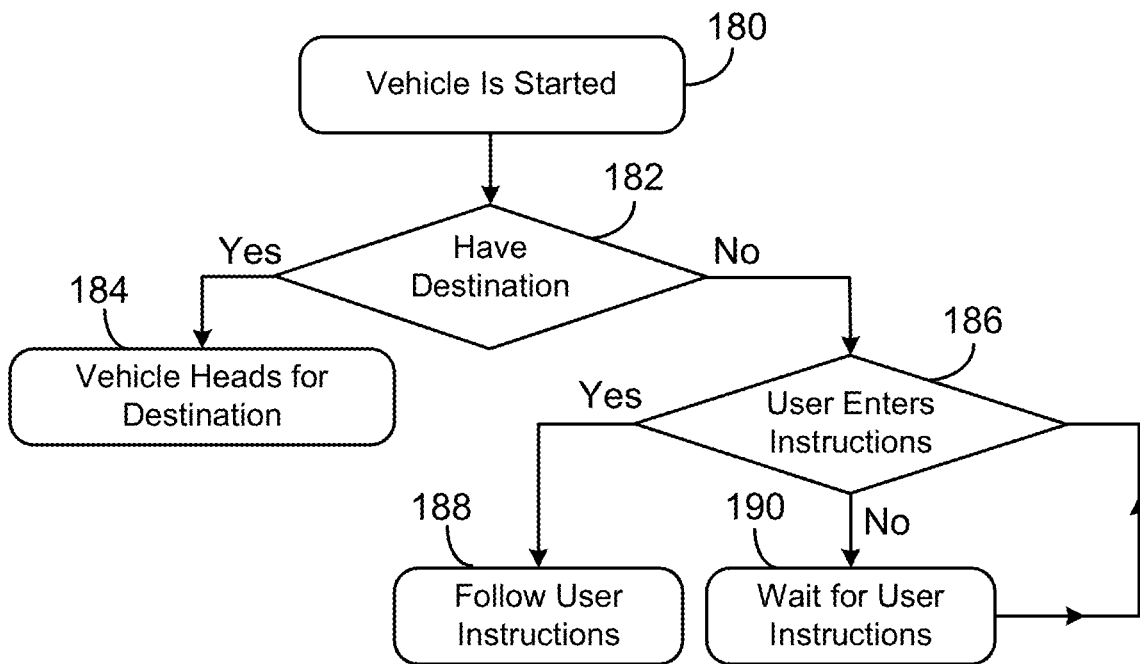 180
Vehicle Is Started
182
Have
Destination
Yes
No
184
Vehicle Heads for
Destination
186
User Enters
Instructions
Yes
No
188
Follow User
Instructions
190
Wait for User
Instructions